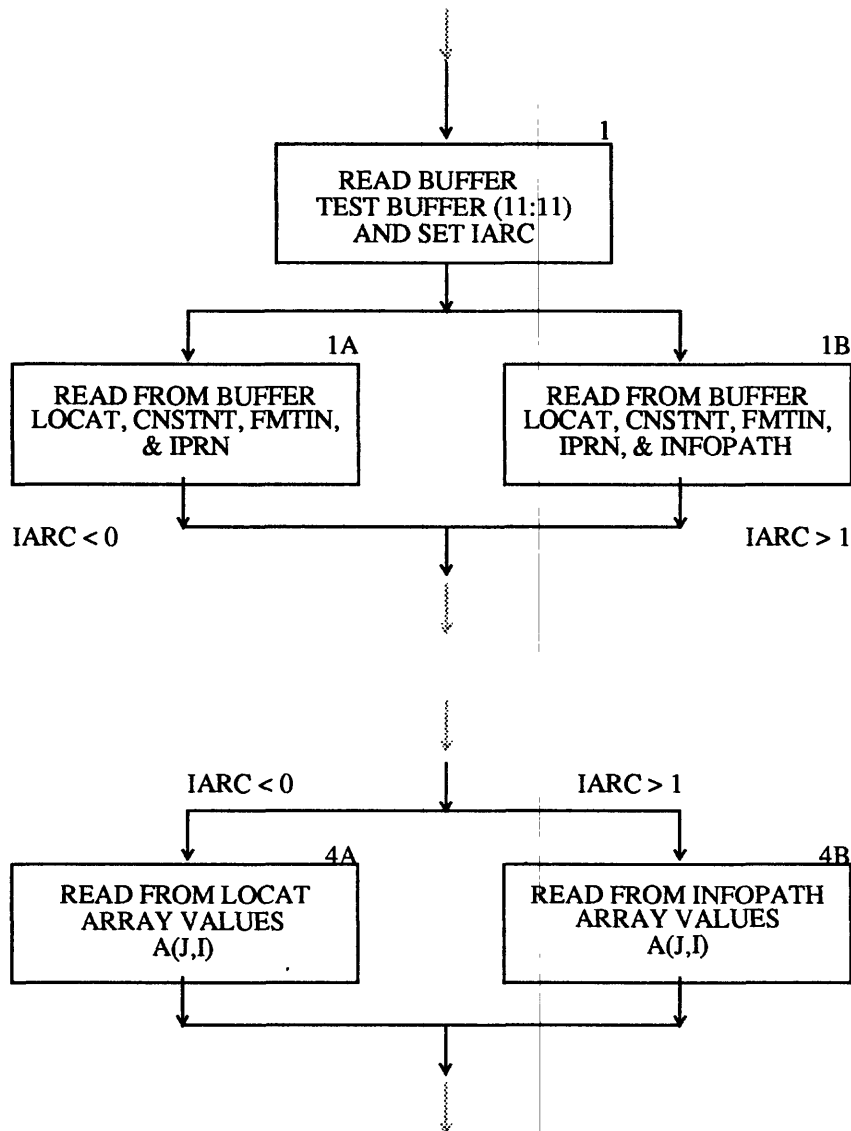 1
READ BUFFER
TEST BUFFER (11:11)
AND SET IARC
1A
READ FROM BUFFER
LOCAT, CNSTNT, FMTIN,
& IPRN
1B
READ FROM BUFFER
LOCAT, CNSTNT, FMTIN,
IPRN, & INFOPATH
IARC < 0
IARC > 1
IARC < 0
IARC > 1
4A
READ FROM LOCAT
ARRAY VALUES
A(J,I)
4B
READ FROM INFOPATH
ARRAY VALUES
A(J,I)